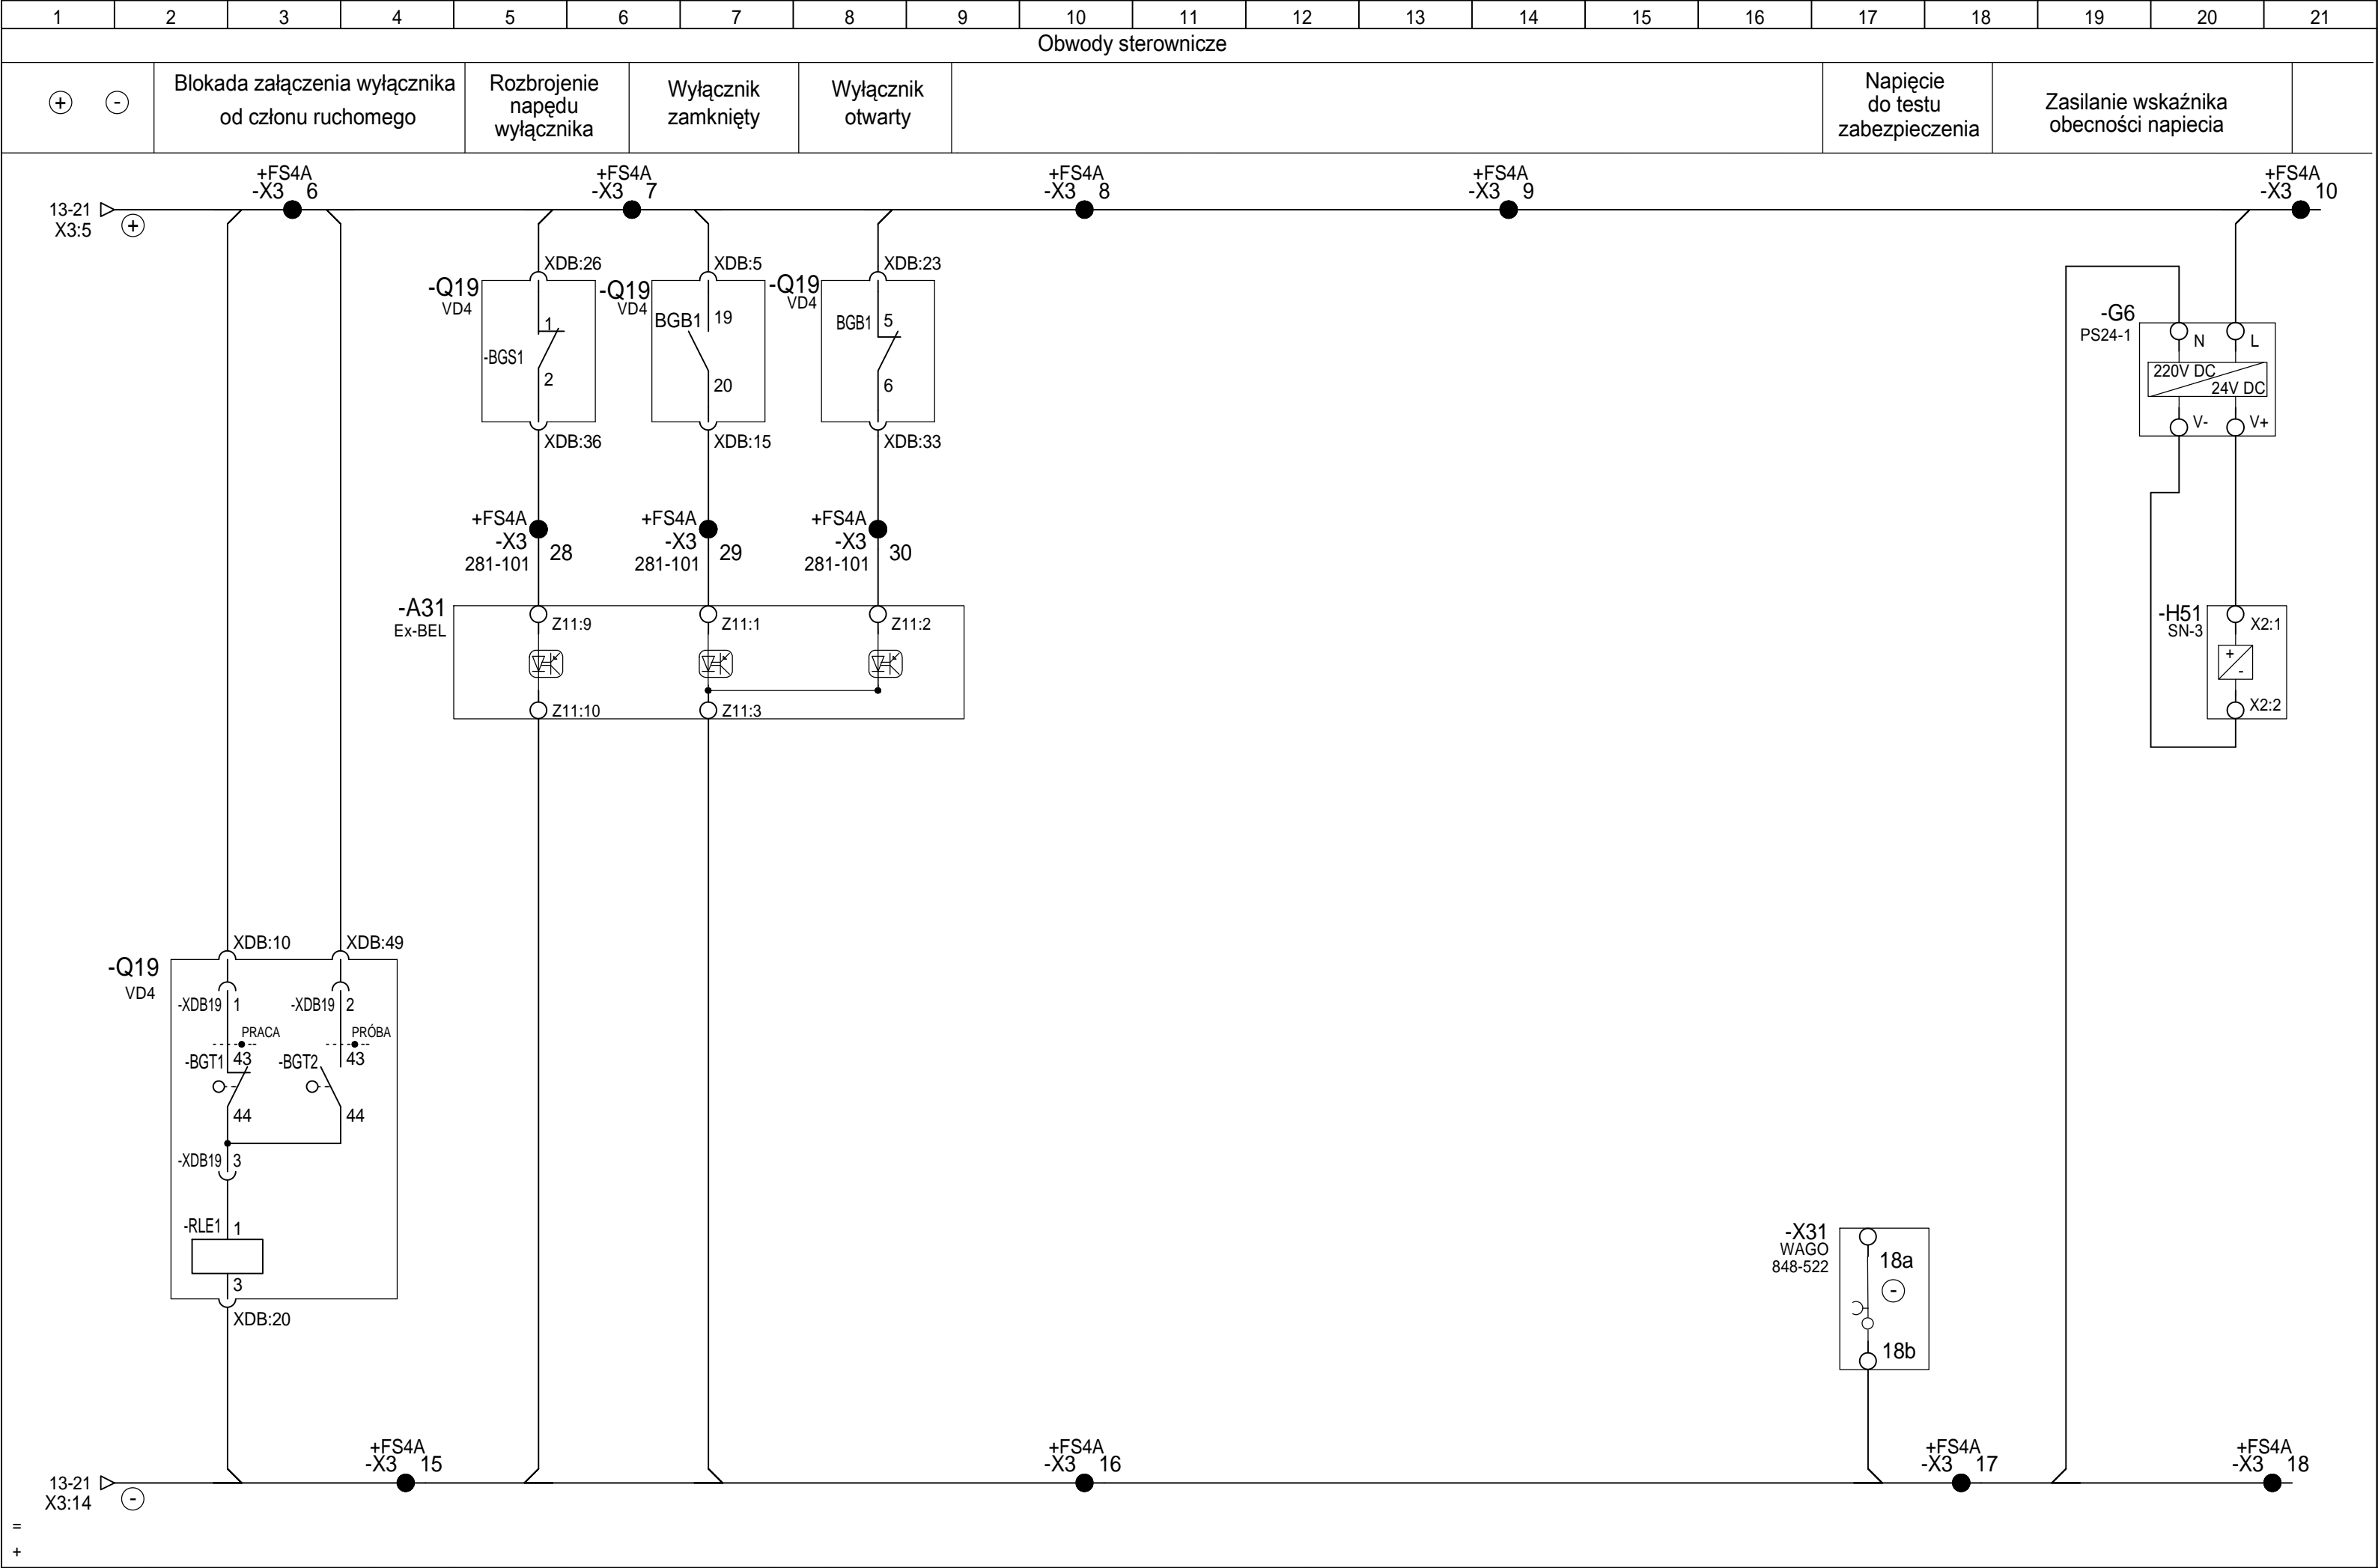 1 2 3 4 5 6 7 8 9 10 11 12 13 14 15 16 17 18 19 20 21
Obwody sterownicze
+ -
Blokada załączenia wyłącznika
od członu ruchomego
Rozbrojenie
napędu
wyłącznika
Wyłącznik
zamknięty
Wyłącznik
otwarty
Napięcie
do testu
zabezpieczenia
Zasilanie wskaźnika
obecności napiecia
+FS4A
-X3 6
+FS4A
-X3 7
+FS4A
-X3 8
+FS4A
-X3 9
+FS4A
-X3 10
13-21
X3:5
+
XDB:26
-Q19
VD4
1
-BGS1
2
XDB:36
XDB:5
-Q19
VD4
BGB1 19
20
XDB:15
XDB:23
-Q19
VD4
BGB1 5
6
XDB:33
-G6
PS24-1
N L
220V DC
24V DC
V- V+
+FS4A
-X3
281-101
28
+FS4A
-X3
281-101
29
+FS4A
-X3
281-101
30
-A31
Ex-BEL
Z11:9
Z11:1
Z11:2
Z11:10
Z11:3
-H51
SN-3
X2:1
+
-
X2:2
XDB:10
XDB:49
-Q19
VD4
-XDB19 1
-XDB19 2
PRACA
PRÓBA
-BGT1 43
-BGT2 43
44
44
-XDB19 3
-RLE1 1
3
XDB:20
-X31
WAGO
848-522
18a
-
18b
+FS4A
-X3 15
+FS4A
-X3 16
+FS4A
-X3 17
+FS4A
-X3 18
13-21
X3:14
-
=
+